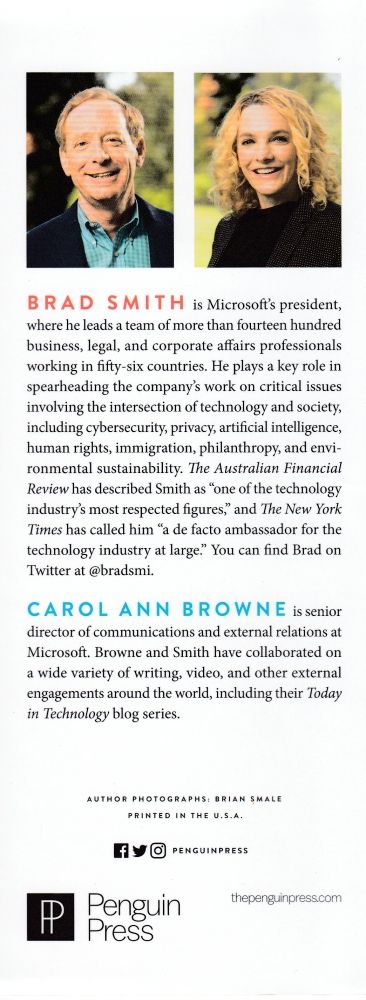 BRAD SMITH is Microsoft's president,
where he leads a team of more than fourteen hundred
business, legal, and corporate affairs professionals
working in fifty-six countries. He plays a key role in
spearheading the company's work on critical issues
involving the intersection of technology and society,
including cybersecurity, privacy, artificial intelligence,
human rights, immigration, philanthropy, and envi-
ronmental sustainability. The Australian Financial
Review has described Smith as "one of the technology
industry's most respected figures," and The New York
Times has called him "a de facto ambassador for the
technology industry at large." You can find Brad on
Twitter at @bradsmi.
CAROL ANN BROWNE is senior
director of communications and external relations at
Microsoft. Browne and Smith have collaborated on
a wide variety of writing, video, and other external
engagements around the world, including their Today
in Technology blog series.
AUTHOR PHOTOGRAPHS: BRIAN SMALE
PRINTED IN THE U.S.A.
PENGUINPRESS
thepenguinpress.com
PP
Penguin
Press